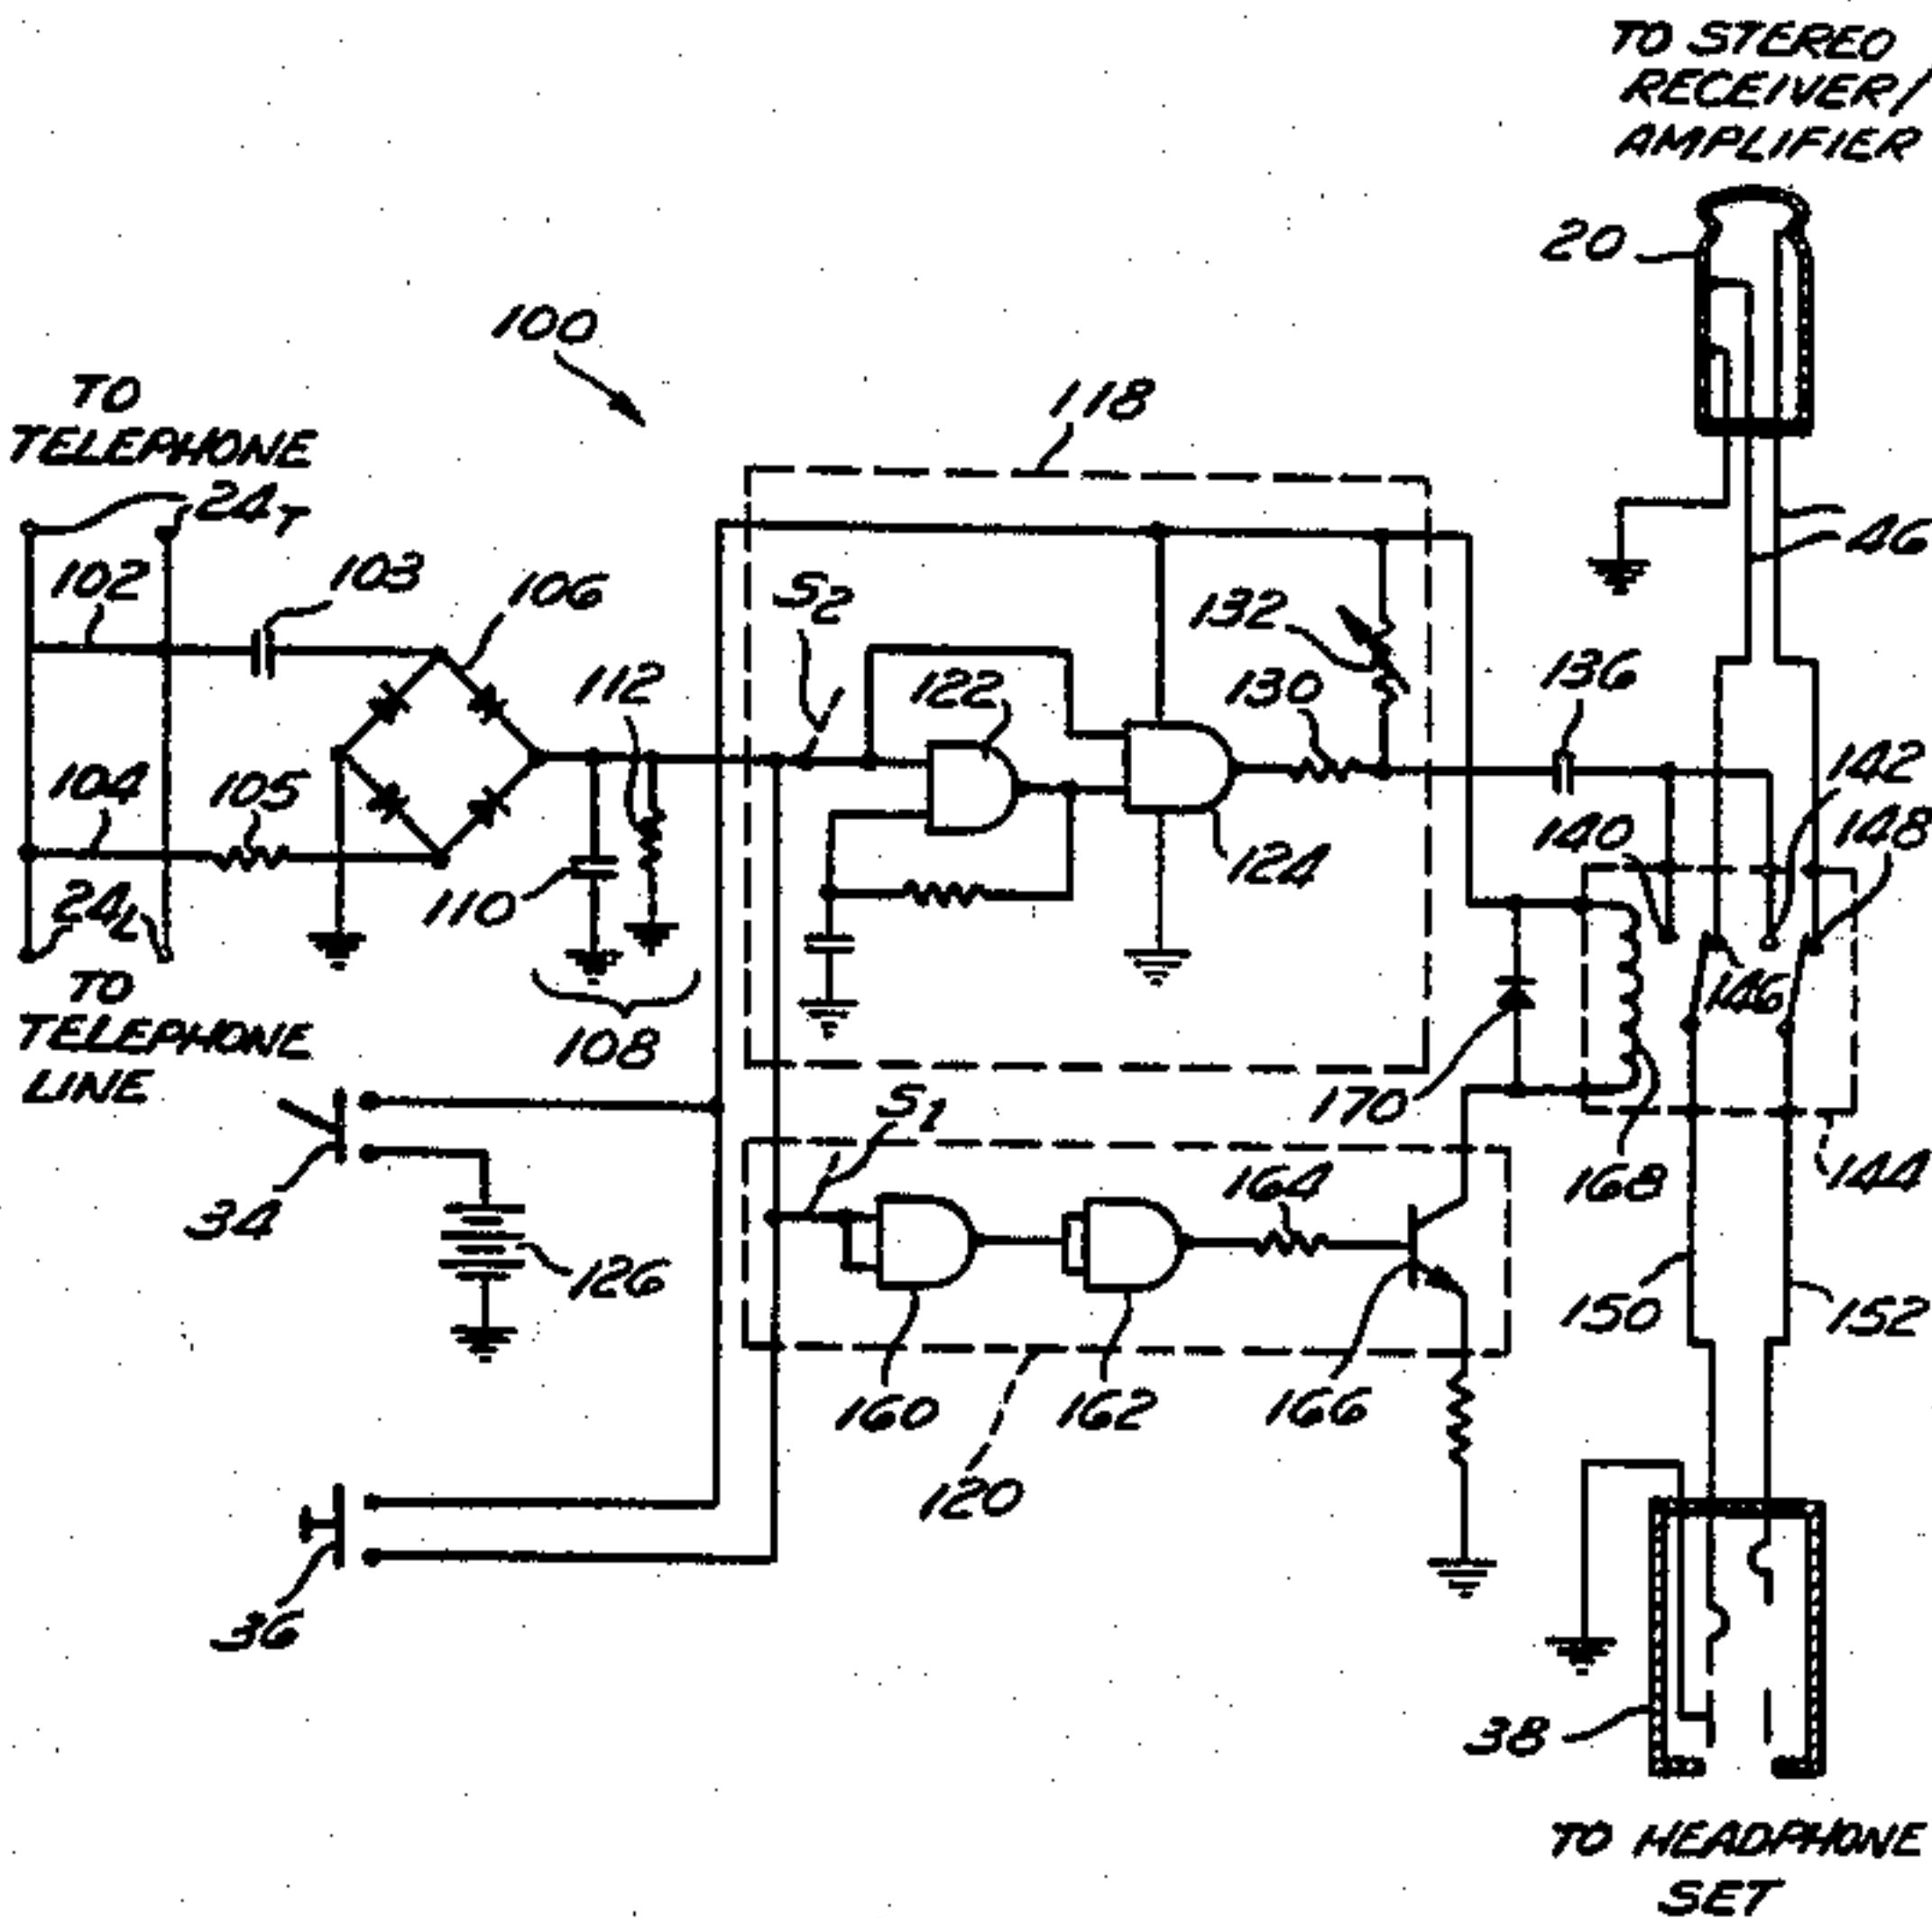 TO STEREO
RECEIVER/
AMPLIFIER
20
100
118
TO
TELEPHONE
24T
46
102
103
106
S2
132
112
122
130
136
142
104
105
140
148
124
110
24L
146
TO
TELEPHONE
LINE
108
S1
170
34
164
168
144
126
150
152
160
162
166
120
36
38
TO HEADPHONE
SET